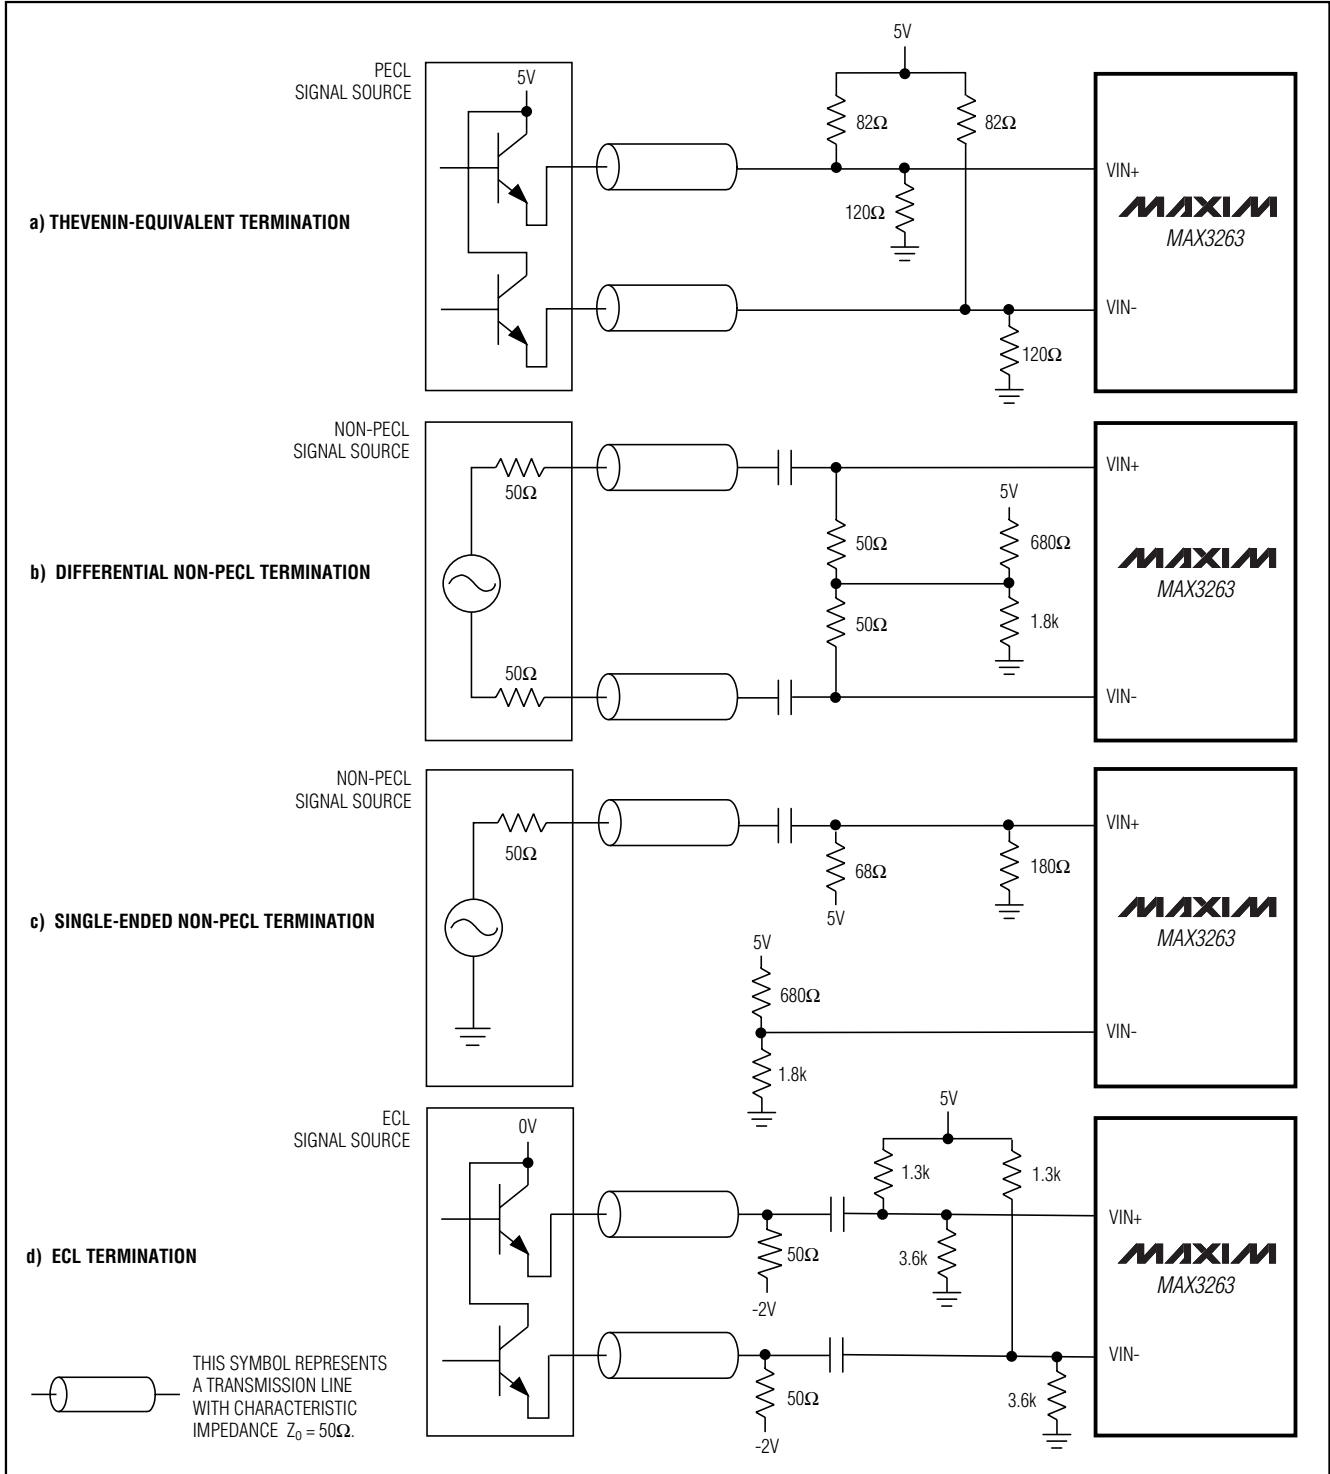 a) THEVENIN-EQUIVALENT TERMINATION
PECL
SIGNAL SOURCE
5V
5V
82Ω
82Ω
120Ω
120Ω
VIN+
MAXIM
MAX3263
VIN-
b) DIFFERENTIAL NON-PECL TERMINATION
NON-PECL
SIGNAL SOURCE
50Ω
50Ω
50Ω
50Ω
5V
680Ω
1.8k
VIN+
MAXIM
MAX3263
VIN-
c) SINGLE-ENDED NON-PECL TERMINATION
NON-PECL
SIGNAL SOURCE
50Ω
68Ω
5V
180Ω
5V
680Ω
1.8k
VIN+
MAXIM
MAX3263
VIN-
d) ECL TERMINATION
ECL
SIGNAL SOURCE
0V
5V
1.3k
1.3k
50Ω
-2V
3.6k
50Ω
-2V
3.6k
VIN+
MAXIM
MAX3263
VIN-
THIS SYMBOL REPRESENTS
A TRANSMISSION LINE
WITH CHARACTERISTIC
IMPEDANCE Z0 = 50Ω.